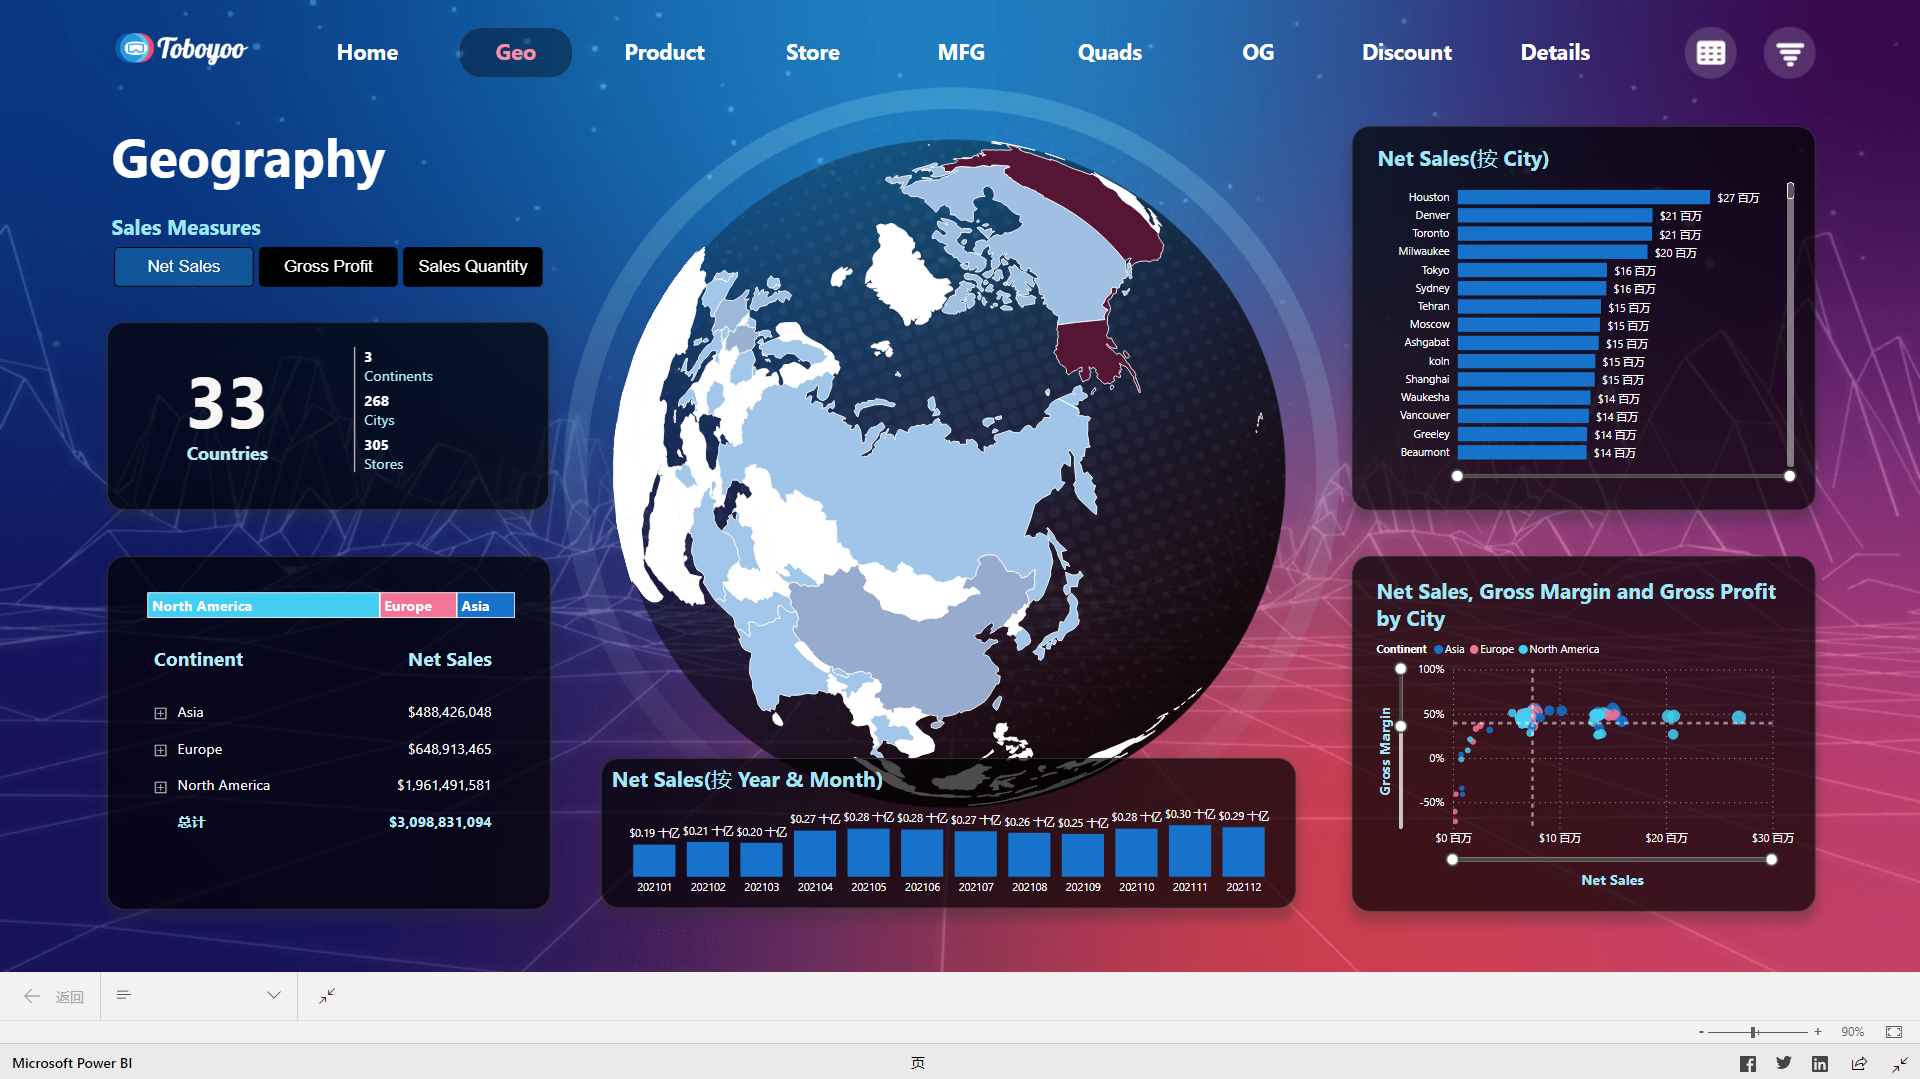 Toboyoo
Home
Geo
Product
Store
MFG
Quads
OG
Discount
Details
Geography
Sales Measures
Net Sales
Gross Profit
Sales Quantity
33
Countries
3
Continents
268
Citys
305
Stores
North America
Europe
Asia
Continent Net Sales
Asia $488,426,048
Europe $648,913,465
North America $1,961,491,581
总计 $3,098,831,094
Net Sales(按 Year & Month)
$0.19 十亿 $0.21 十亿 $0.20 十亿 $0.27 十亿 $0.28 十亿 $0.28 十亿 $0.27 十亿 $0.26 十亿 $0.25 十亿 $0.28 十亿 $0.30 十亿 $0.29 十亿
202101 202102 202103 202104 202105 202106 202107 202108 202109 202110 202111 202112
Net Sales(按 City)
Houston $27 百万
Denver $21 百万
Toronto $21 百万
Milwaukee $20 百万
Tokyo $16 百万
Sydney $16 百万
Tehran $15 百万
Moscow $15 百万
Ashgabat $15 百万
koln $15 百万
Shanghai $15 百万
Waukesha $14 百万
Vancouver $14 百万
Greeley $14 百万
Beaumont $14 百万
Net Sales, Gross Margin and Gross Profit
by City
Continent Asia Europe North America
Gross Margin
100%
50%
0%
-50%
$0 百万 $10 百万 $20 百万 $30 百万
Net Sales
返回
- + 90%
Microsoft Power BI
页